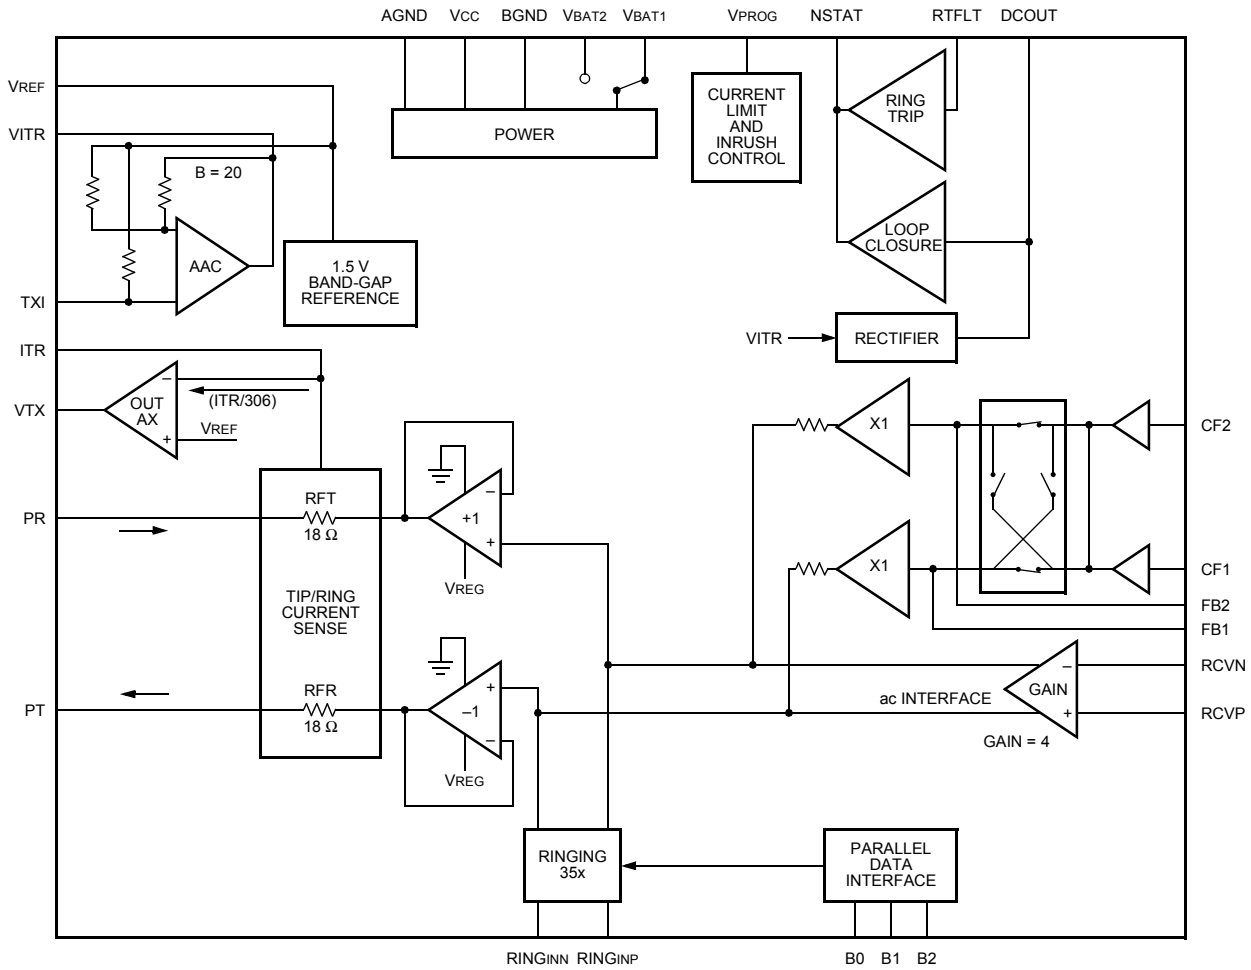 AGND VCC BGND VBAT2 VBAT1 VPROG NSTAT RTFLT DCOUT
VREF
VITR
B = 20
AAC
TXI
1.5 V
BAND-GAP
REFERENCE
POWER
CURRENT
LIMIT
AND
INRUSH
CONTROL
RING
TRIP
LOOP
CLOSURE
VITR
RECTIFIER
ITR
–
OUT
AX
+
(ITR/306)
VREF
VTX
X1
CF2
PR
RFT
18 Ω
–
+1
+
VREG
X1
CF1
FB2
FB1
TIP/RING
CURRENT
SENSE
PT
RFR
18 Ω
+
–1
–
VREG
–
GAIN
+
RCVN
RCVP
ac INTERFACE
GAIN = 4
RINGING
35x
PARALLEL
DATA
INTERFACE
RINGINN RINGINP B0 B1 B2